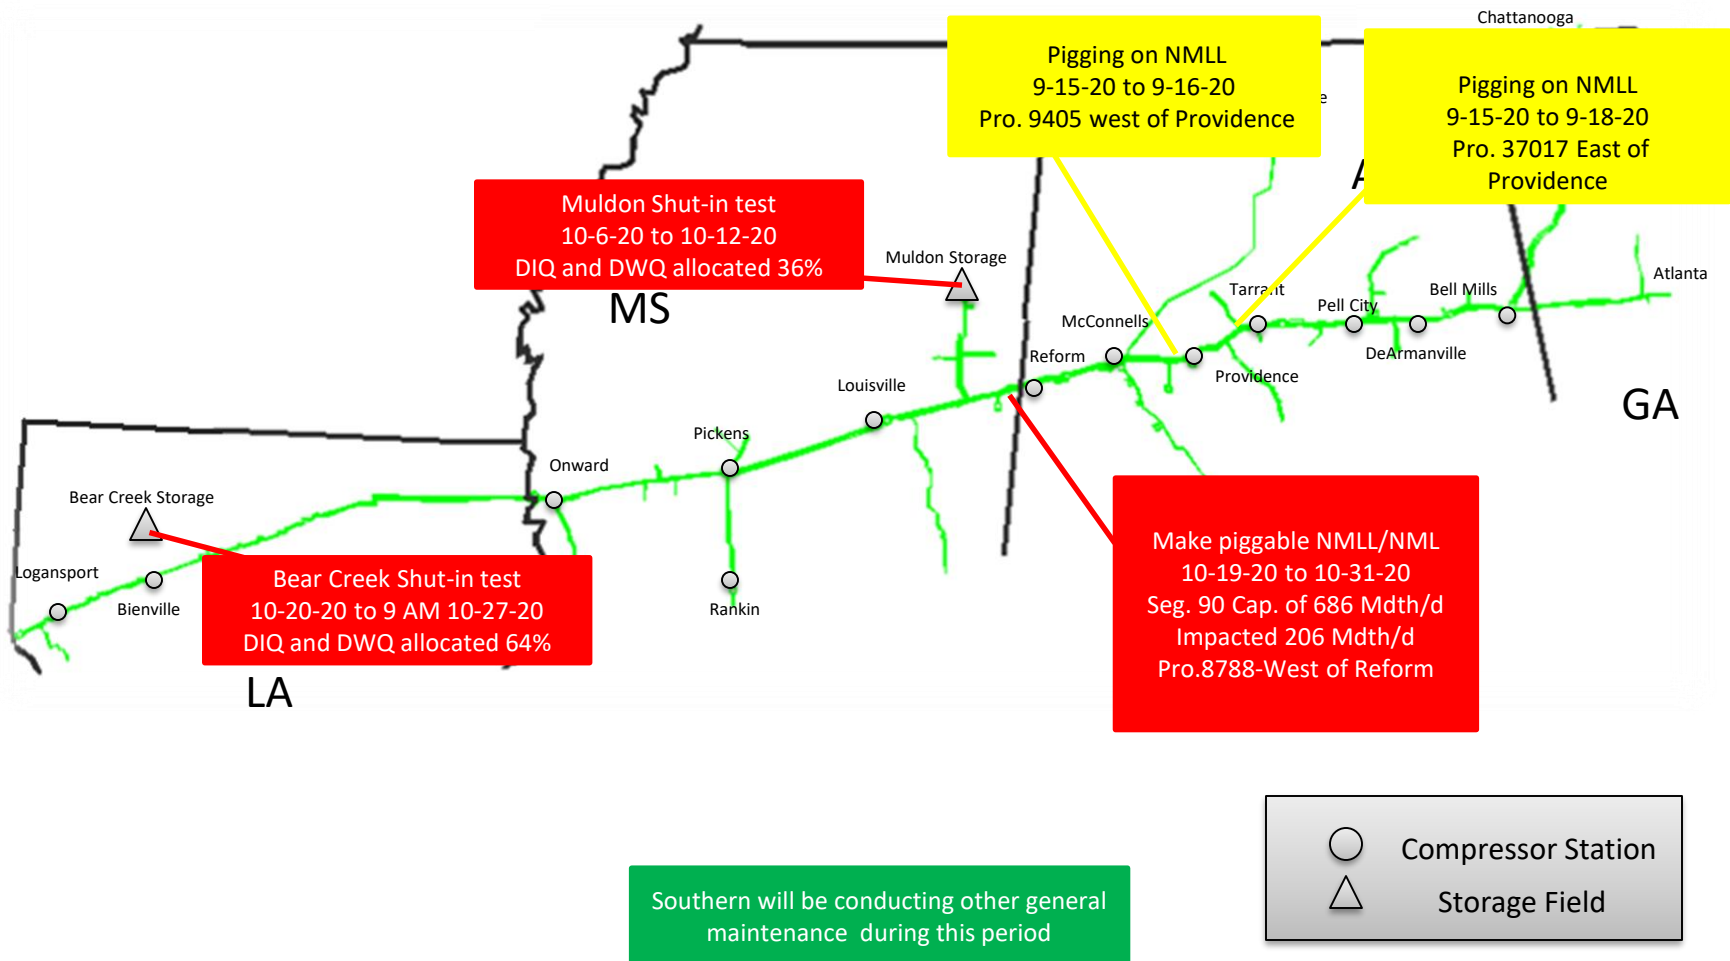 Chattanooga
Pigging on NMLL
9-15-20 to 9-16-20
Pro. 9405 west of Providence
e
Pigging on NMLL
9-15-20 to 9-18-20
Pro. 37017 East of
Providence
A
Muldon Shut-in test
10-6-20 to 10-12-20
DIQ and DWQ allocated 36%
MS
Muldon Storage
Tarrant
Pell City
Bell Mills
Atlanta
McConnells
Reform
DeArmanville
Providence
Louisville
GA
Pickens
Onward
Bear Creek Storage
Logansport
Bienville
Rankin
Bear Creek Shut-in test
10-20-20 to 9 AM 10-27-20
DIQ and DWQ allocated 64%
LA
Make piggable NMLL/NML
10-19-20 to 10-31-20
Seg. 90 Cap. of 686 Mdth/d
Impacted 206 Mdth/d
Pro.8788-West of Reform
Compressor Station
Storage Field
Southern will be conducting other general
maintenance during this period